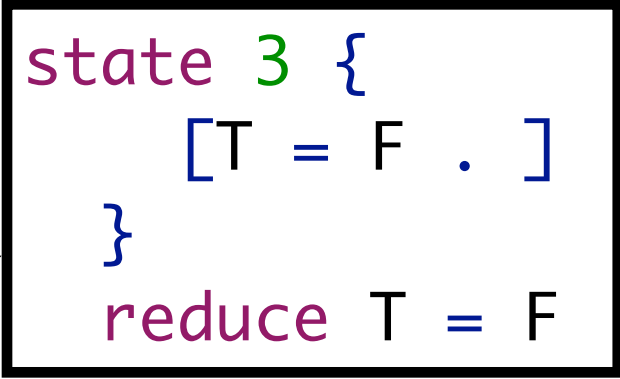 state 3 {
[T = F . ]
}
reduce T = F